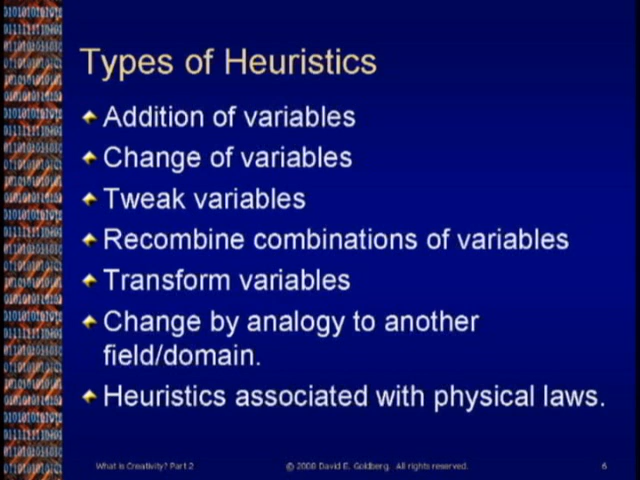 Types of Heuristics
Addition of variables
Change of variables
Tweak variables
Recombine combinations of variables
Transform variables
Change by analogy to another
field/domain.
Heuristics associated with physical laws.
What is Creativity? Part 2 © 2008 David E. Goldberg. All rights reserved. 6